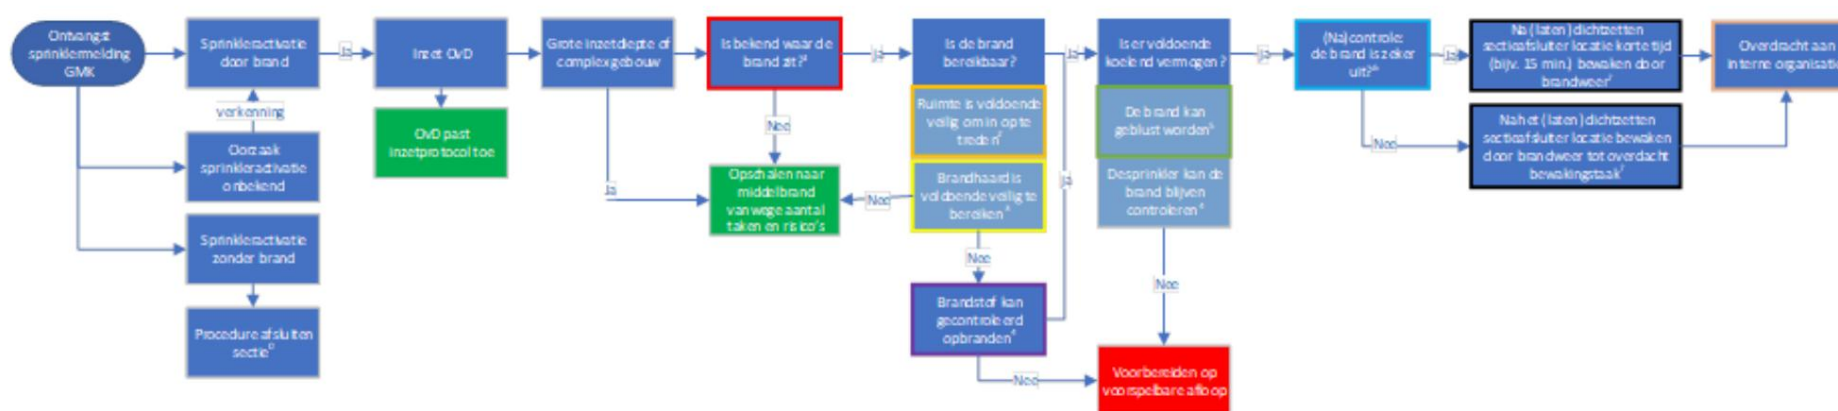 Ontvangst
sprinklermelding
GMK
Sprinkleractivatie
door brand
verkenning
Oorzaak
sprinkleractivatie
onbekend
Sprinkleractivatie
zonder brand
Procedure afsluiten
sectie
Ja
Inzet OvD
OvD past
inzetprotocol toe
Grote inzetdiepte of
complex gebouw
Ja
Is bekend waar de
brand zit?
Nee
Opschalen naar
middelbrand
vanwege aantal
taken en risico's
Ja
Is de brand
bereikbaar?
Ruimte is voldoende
veilig om in op te
treden
Brandhaard is
voldoende veilig te
bereiken
Nee
Nee
Brandstof kan
gecontroleerd
opbranden
Ja
Ja
Nee
Is er voldoende
koelend vermogen?
De brand kan
geblust worden
De sprinkler kan de
brand blijven
controleren
Nee
Voorbereiden op
voorspelbare afloop
Ja
(Na)controle:
de brand is zeker
uit?
Ja
Nee
Na (laten) dichtzetten
sectieafsluiter locatie korte tijd
(bijv. 15 min.) bewaken door
brandweer
Na het (laten) dichtzetten
sectieafsluiter locatie bewaken
door brandweer tot overdacht
bewakingstaak
Overdracht aan
interne organisatie